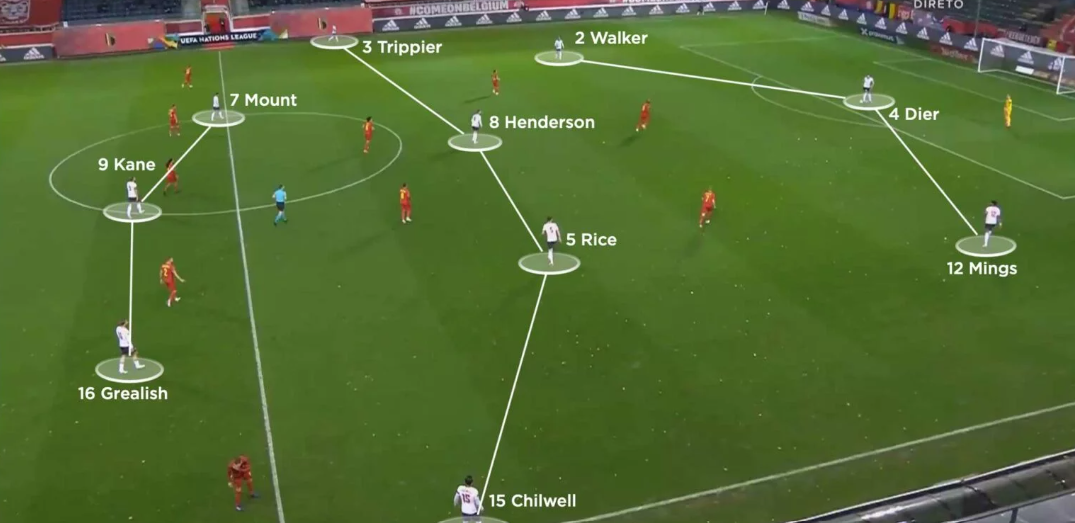 DIRETO
#COMEONBELGIUM
adidas
UEFA NATIONS LEAGUE
2 Walker
3 Trippier
4 Dier
7 Mount
8 Henderson
9 Kane
5 Rice
12 Mings
16 Grealish
15
15 Chilwell